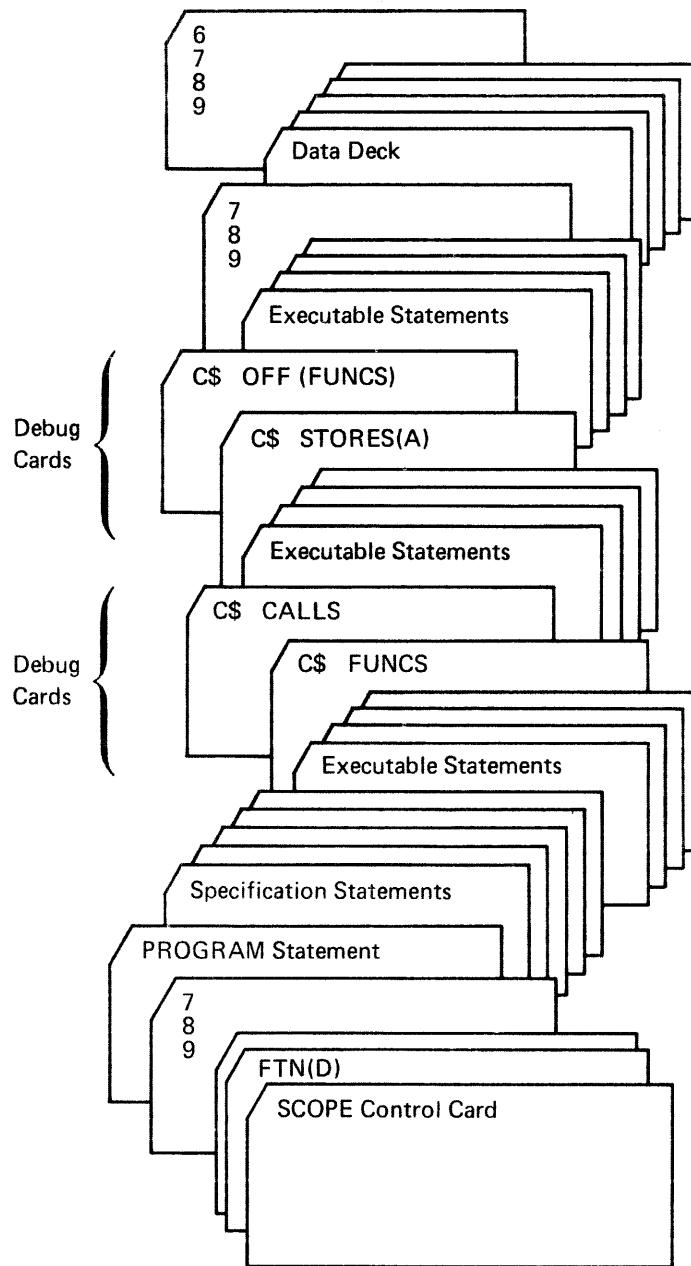 6
7
8
9
Data Deck
7
8
9
Executable Statements
C$ OFF (FUNCS)
Debug
Cards
C$ STORES(A)
Executable Statements
C$ CALLS
Debug
Cards
C$ FUNCS
Executable Statements
Specification Statements
PROGRAM Statement
7
8
9
FTN(D)
SCOPE Control Card